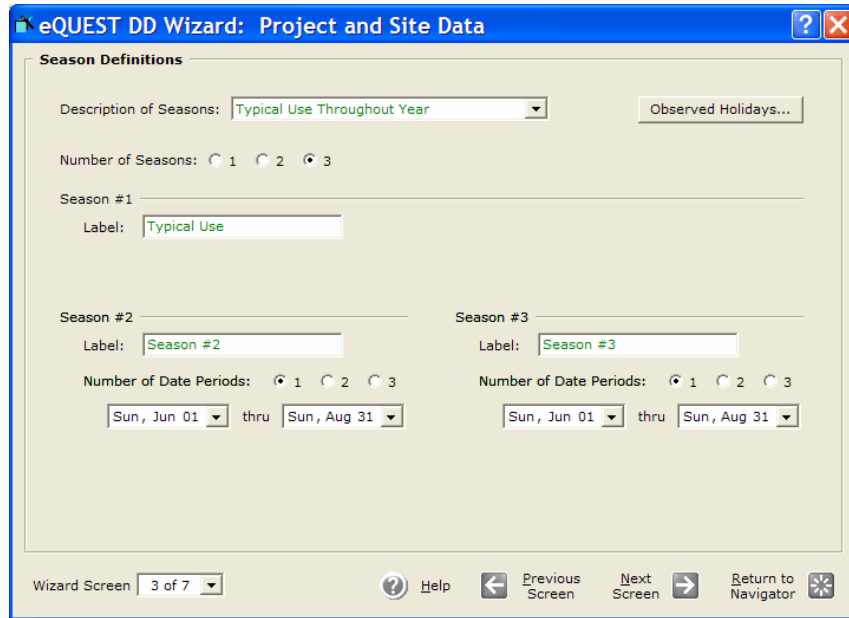 eQUEST DD Wizard: Project and Site Data
Season Definitions
Description of Seasons: Typical Use Throughout Year Observed Holidays...
Number of Seasons: 1 2 3
Season #1
Label: Typical Use
Season #2 Season #3
Label: Season #2 Label: Season #3
Number of Date Periods: 1 2 3 Number of Date Periods: 1 2 3
Sun, Jun 01 thru Sun, Aug 31 Sun, Jun 01 thru Sun, Aug 31
Wizard Screen 3 of 7 ? Help Previous Screen Next Screen Return to Navigator